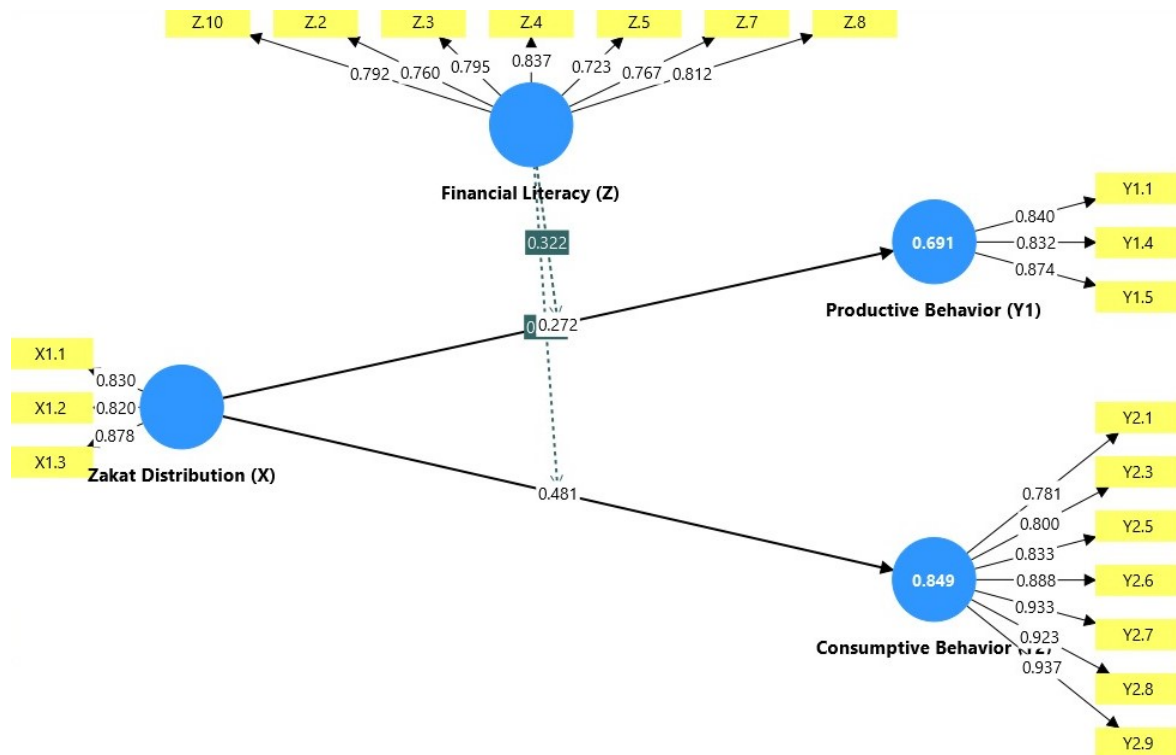 Z.10 Z.2 Z.3 Z.4 Z.5 Z.7 Z.8
0.792 0.760 0.795 0.837 0.723 0.767 0.812
Financial Literacy (Z)
0.322
0.272
0.481
X1.1
X1.2
X1.3
0.830
0.820
0.878
Zakat Distribution (X)
0.691
Productive Behavior (Y1)
0.840
0.832
0.874
Y1.1
Y1.4
Y1.5
0.849
Consumptive Behavior
0.781
0.800
0.833
0.888
0.933
0.923
0.937
Y2.1
Y2.3
Y2.5
Y2.6
Y2.7
Y2.8
Y2.9